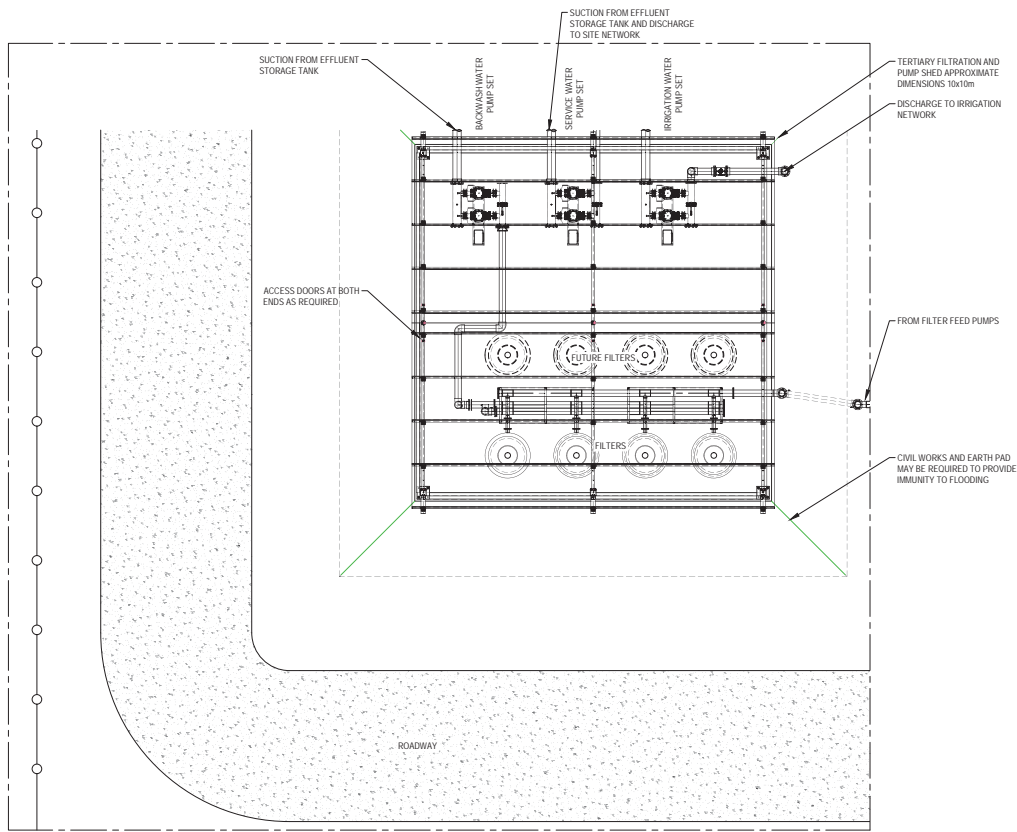 SUCTION FROM EFFLUENT
STORAGE TANK AND DISCHARGE
TO SITE NETWORK
SUCTION FROM EFFLUENT
STORAGE TANK
BACKWASH WATER
PUMP SET
SERVICE WATER
PUMP SET
IRRIGATION WATER
PUMP SET
TERTIARY FILTRATION AND
PUMP SHED APPROXIMATE
DIMENSIONS 10x10m
DISCHARGE TO IRRIGATION
NETWORK
ACCESS DOORS AT BOTH
ENDS AS REQUIRED
FROM FILTER FEED PUMPS
FUTURE FILTERS
FILTERS
CIVIL WORKS AND EARTH PAD
MAY BE REQUIRED TO PROVIDE
IMMUNITY TO FLOODING
ROADWAY